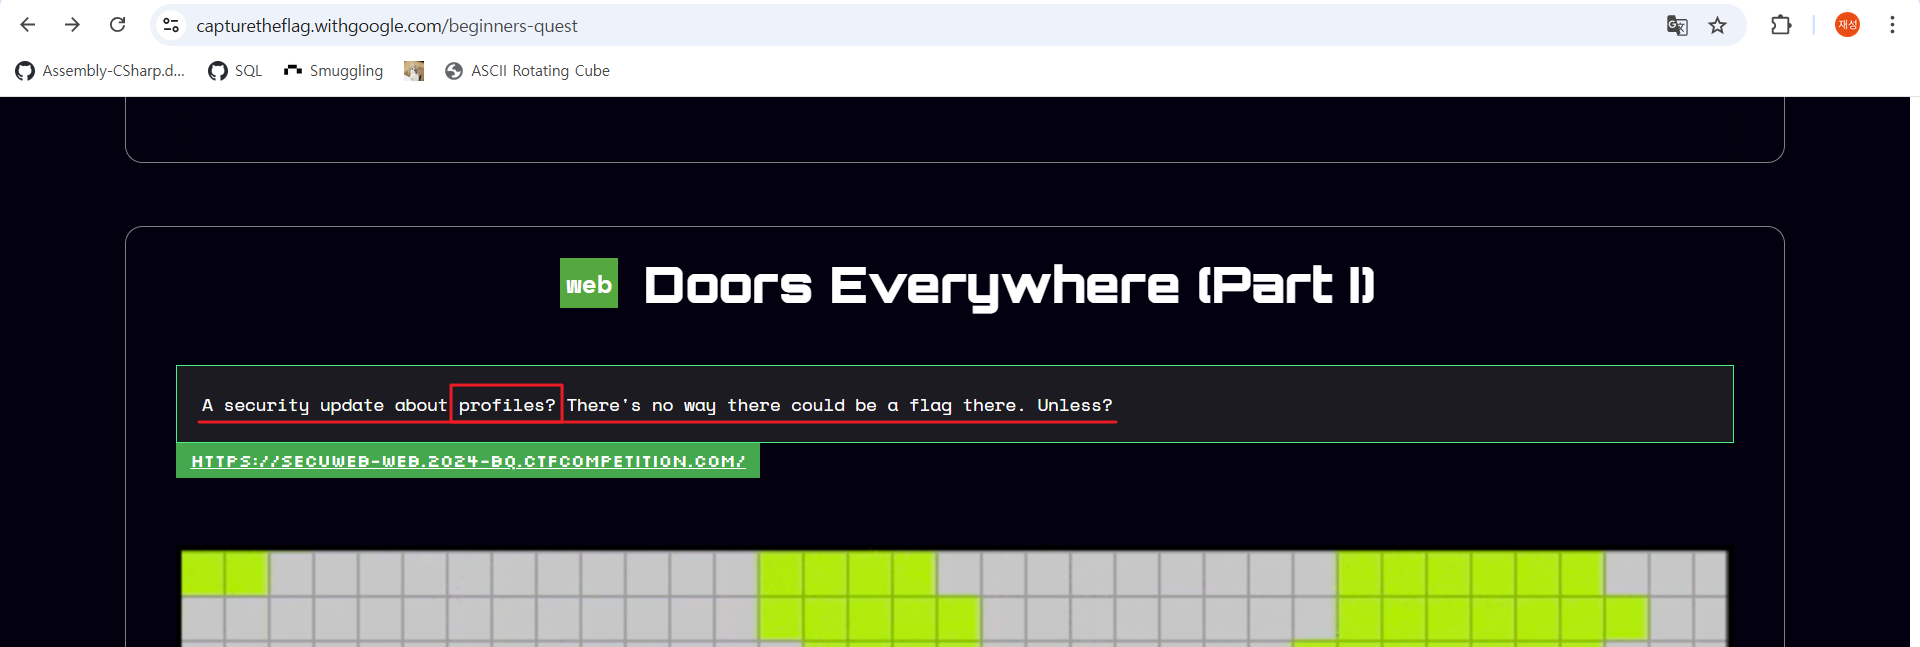 capturetheflag.withgoogle.com/beginners-quest
재성
Assembly-CSharp.d...
SQL
Smuggling
ASCII Rotating Cube
web
Doors Everywhere (Part I)
A security update about profiles? There's no way there could be a flag there. Unless?
HTTPS://SECUWEB-WEB.2024-BQ.CTFCOMPETITION.COM/